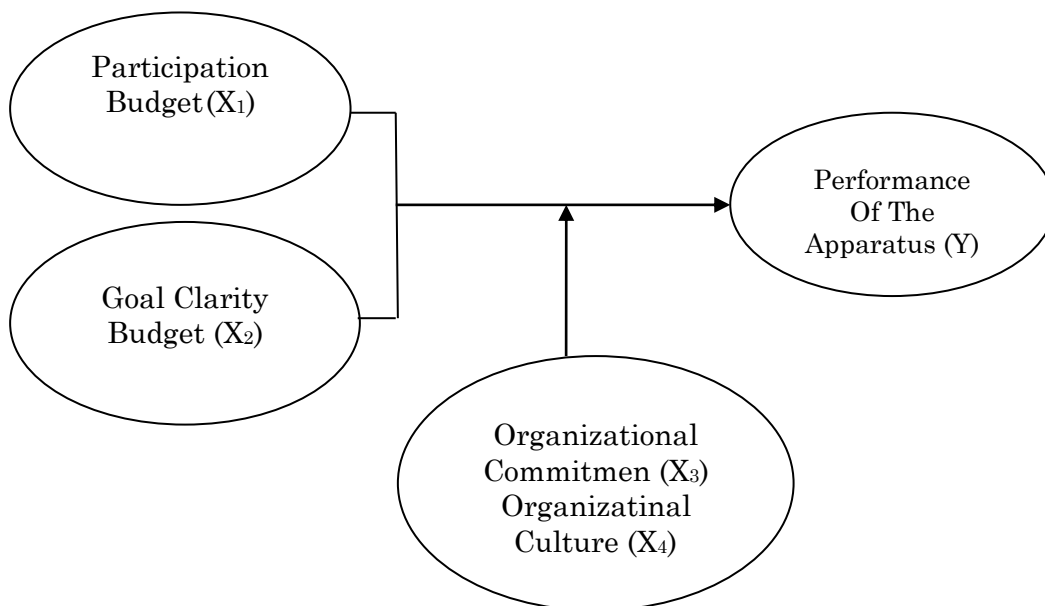 Participation
Budget (X₁)
Goal Clarity
Budget (X₂)
Performance
Of The
Apparatus (Y)
Organizational
Commitmen (X₃)
Organizatinal
Culture (X₄)